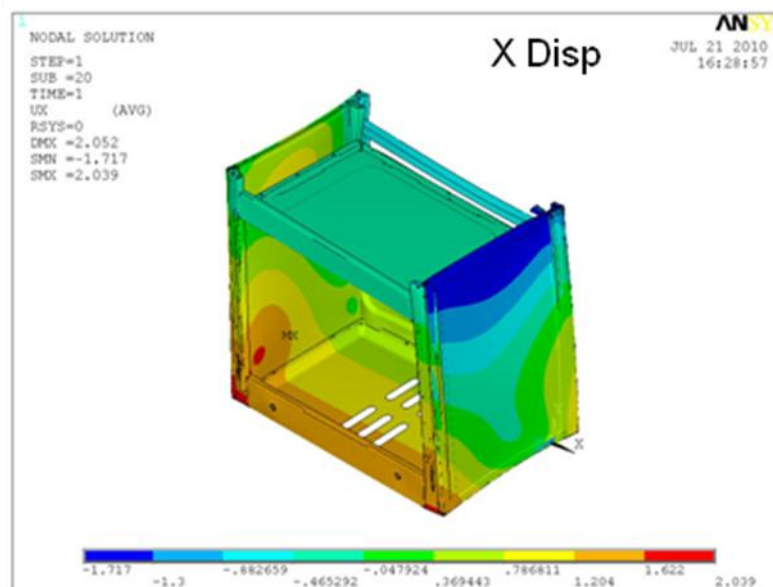 1
ANSY
NODAL SOLUTION
X Disp
JUL 21 2010
16:28:57
STEP=1
SUB =20
TIME=1
UX (AVG)
RSYS=0
DMX =2.052
SMN =-1.717
SMX =2.039
MX
X
-1.717 -.882659 -.047924 .786811 1.622
-1.3 -.465292 .369443 1.204 2.039